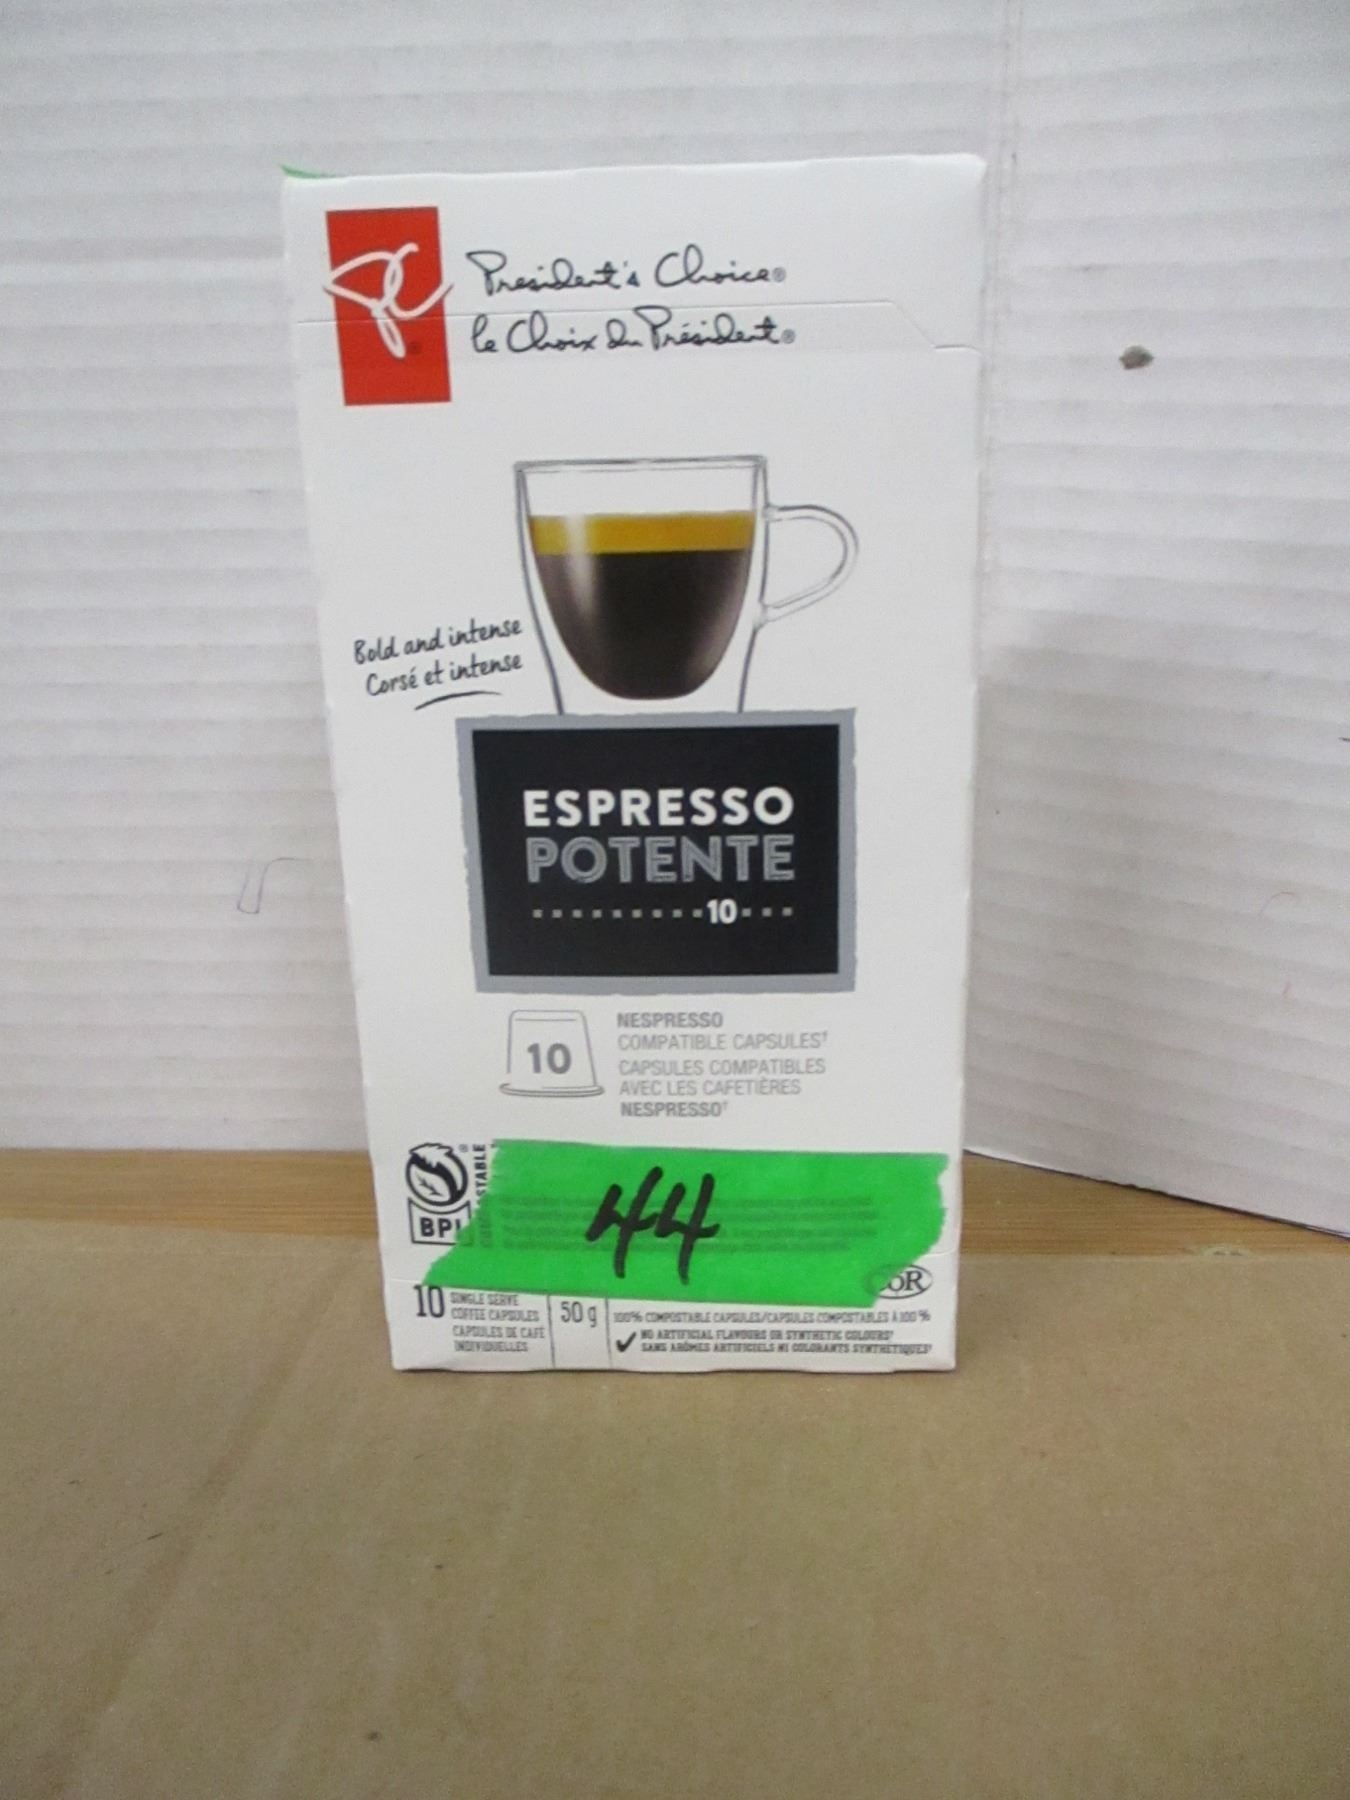 President's Choice®
le Choix du Président®
Bold and intense
Corsé et intense
ESPRESSO
POTENTE
10
10
NESPRESSO
COMPATIBLE CAPSULES†
CAPSULES COMPATIBLES
AVEC LES CAFETIÈRES
NESPRESSO†
BPI
44
10 SINGLE SERVE
COFFEE CAPSULES
CAPSULES DE CAFÉ
INDIVIDUELLES
50 g
100% COMPOSTABLE CAPSULES/CAPSULES COMPOSTABLES À 100 %
NO ARTIFICIAL FLAVOURS OR SYNTHETIC COLOURS†
SANS ARÔMES ARTIFICIELS NI COLORANTS SYNTHÉTIQUES†